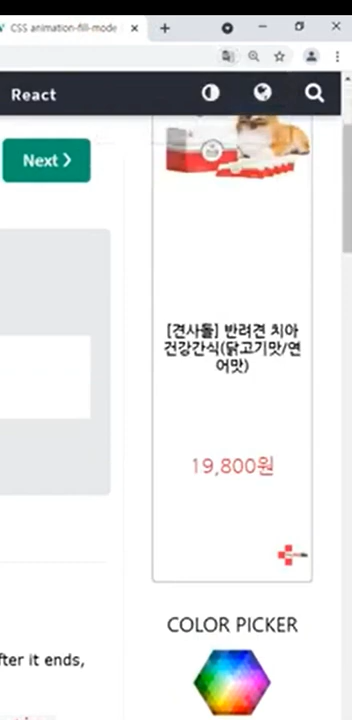 CSS animation-fill-mode
React
Next ❯
[견사돌] 반려견 치아
건강간식(닭고기맛/연
어맛)
19,800원
COLOR PICKER
fter it ends,